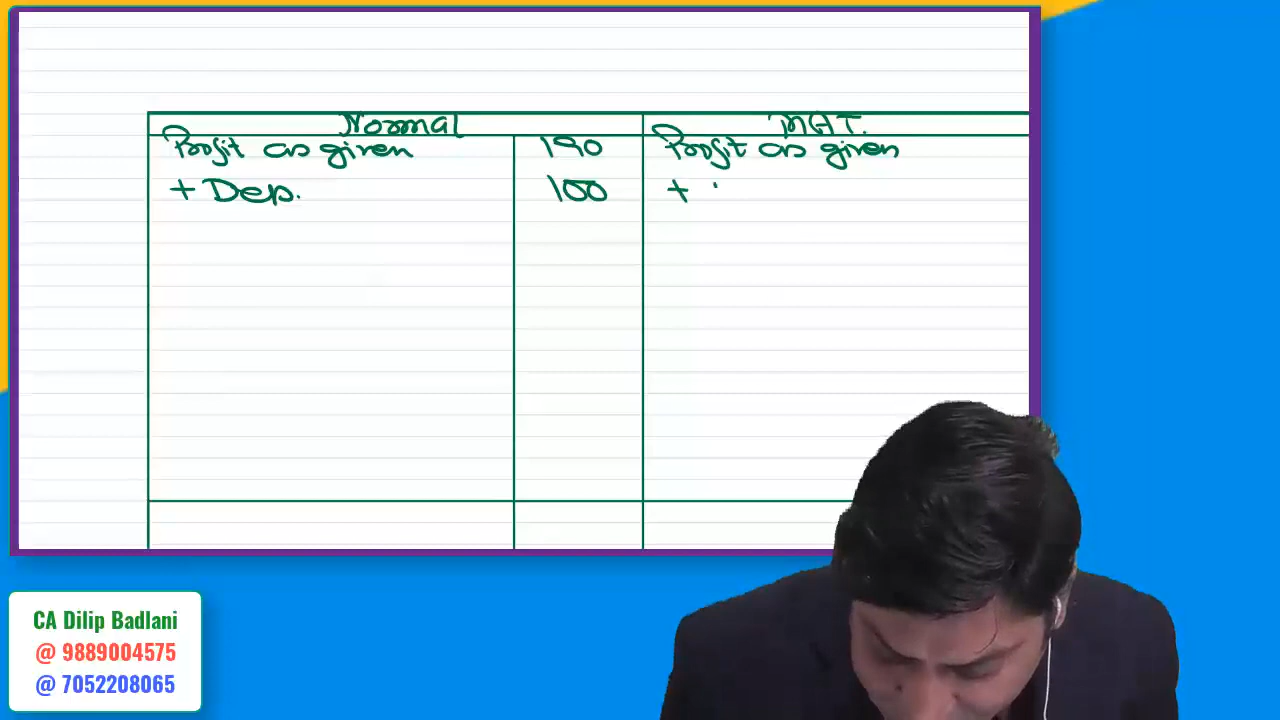 Normal MAT.
Profit as given 190 Profit as given
+ Dep. 100 +
CA Dilip Badlani
@ 9889004575
@ 7052208065